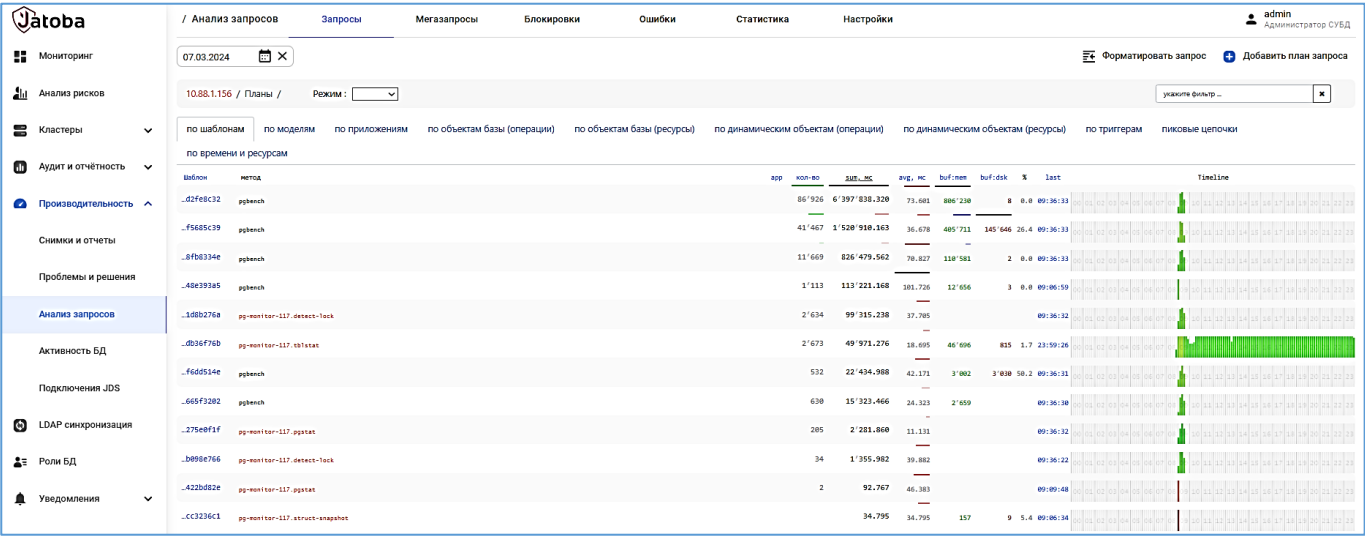 Jatoba
/ Анализ запросов Запросы Мегазапросы Блокировки Ошибки Статистика Настройки
admin
Администратор СУБД
Мониторинг
Анализ рисков
Кластеры
Аудит и отчётность
Производительность
Снимки и отчеты
Проблемы и решения
Анализ запросов
Активность БД
Подключения JDS
LDAP синхронизация
Роли БД
Уведомления
07.03.2024
Форматировать запрос Добавить план запроса
10.88.1.156 / Планы / Режим :
укажите фильтр …
по шаблонам по моделям по приложениям по объектам базы (операции) по объектам базы (ресурсы) по динамическим объектам (операции) по динамическим объектам (ресурсы) по триггерам пиковые цепочки
по времени и ресурсам
Шаблон метод app кол-во sum, мс avg, мс buf:mem buf:dsk % last Timeline
…d2fe8c32 pgbench 86'926 6'397'838.320 73.601 806'230 8 0.0 09:36:33
…f5685c39 pgbench 41'467 1'520'910.163 36.678 405'711 145'646 26.4 09:36:33
…8fb8334e pgbench 11'669 826'479.562 70.827 110'581 2 0.0 09:36:33
…48e393a5 pgbench 1'113 113'221.168 101.726 12'656 3 0.0 09:06:59
…1d8b276a pg-monitor-117.detect-lock 2'634 99'315.238 37.705 09:36:32
…db36f76b pg-monitor-117.tblstat 2'673 49'971.276 18.695 46'696 815 1.7 23:59:26
…f6dd514e pgbench 532 22'434.988 42.171 3'002 3'030 50.2 09:36:31
…665f3202 pgbench 630 15'323.466 24.323 2'659 09:36:30
…275e0f1f pg-monitor-117.pgstat 205 2'281.860 11.131 09:36:32
…b098e766 pg-monitor-117.detect-lock 34 1'355.982 39.882 09:36:22
…422bd82e pg-monitor-117.pgstat 2 92.767 46.383 09:09:48
…cc3236c1 pg-monitor-117.struct-snapshot 34.795 34.795 157 9 5.4 09:06:34